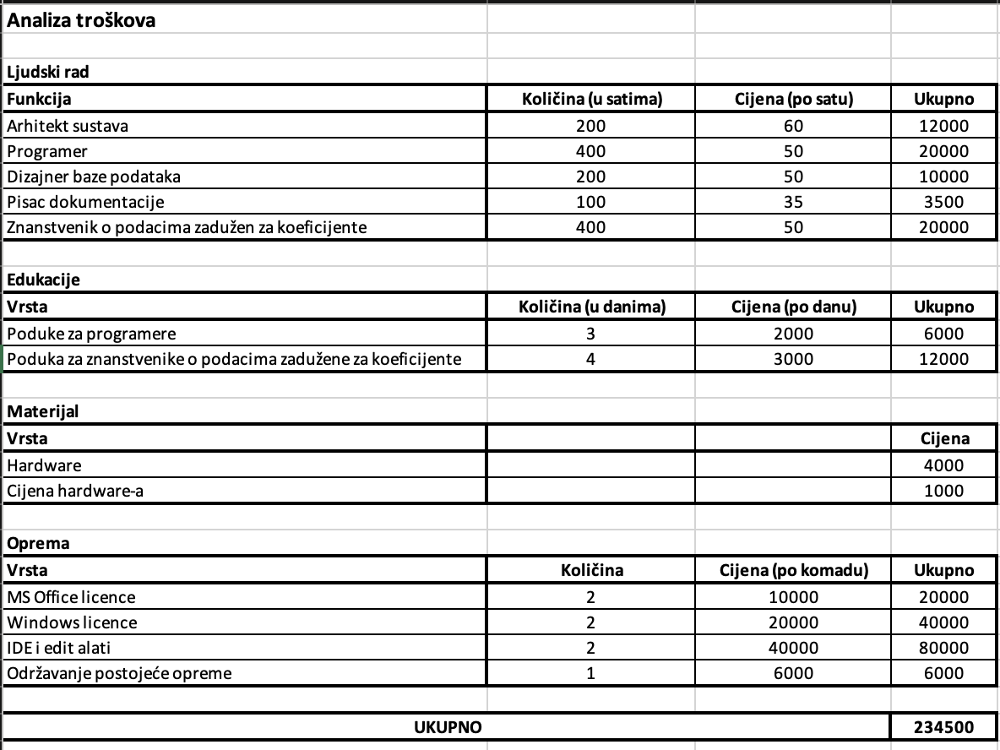 Analiza troškova
Ljudski rad
Funkcija Količina (u satima) Cijena (po satu) Ukupno
Arhitekt sustava 200 60 12000
Programer 400 50 20000
Dizajner baze podataka 200 50 10000
Pisac dokumentacije 100 35 3500
Znanstvenik o podacima zadužen za koeficijente 400 50 20000
Edukacije
Vrsta Količina (u danima) Cijena (po danu) Ukupno
Poduke za programere 3 2000 6000
Poduka za znanstvenike o podacima zadužene za koeficijente 4 3000 12000
Materijal
Vrsta Cijena
Hardware 4000
Cijena hardware-a 1000
Oprema
Vrsta Količina Cijena (po komadu) Ukupno
MS Office licence 2 10000 20000
Windows licence 2 20000 40000
IDE i edit alati 2 40000 80000
Održavanje postojeće opreme 1 6000 6000
UKUPNO 234500